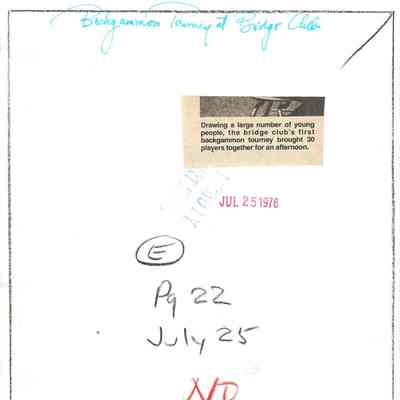 Backgammon Tourney at Bridge Club
Drawing a large number of young
people, the bridge club's first
backgammon tourney brought 30
players together for an afternoon.
JUL 25 1976
E
Pg 22
July 25